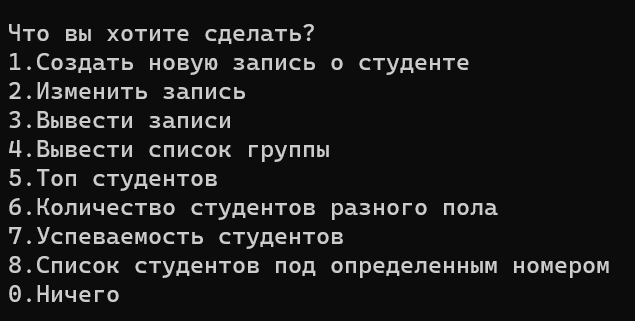 Что вы хотите сделать?
1.Создать новую запись о студенте
2.Изменить запись
3.Вывести записи
4.Вывести список группы
5.Топ студентов
6.Количество студентов разного пола
7.Успеваемость студентов
8.Список студентов под определенным номером
0.Ничего